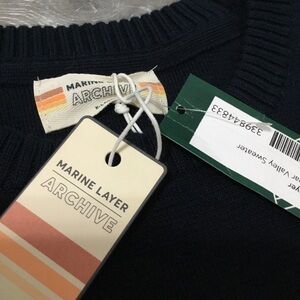 MARINE LAYER
ARCHIVE
MARINE LAYER
ARCHIVE
339844833
Valley Sweater